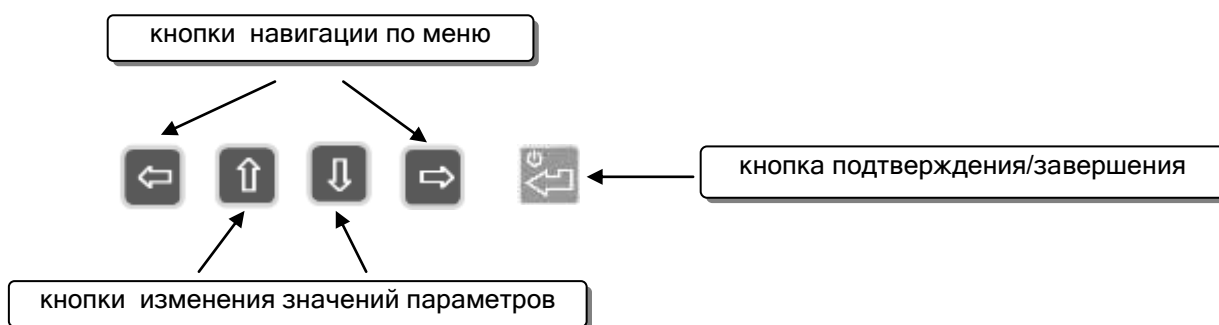 кнопки навигации по меню
кнопка подтверждения/завершения
кнопки изменения значений параметров